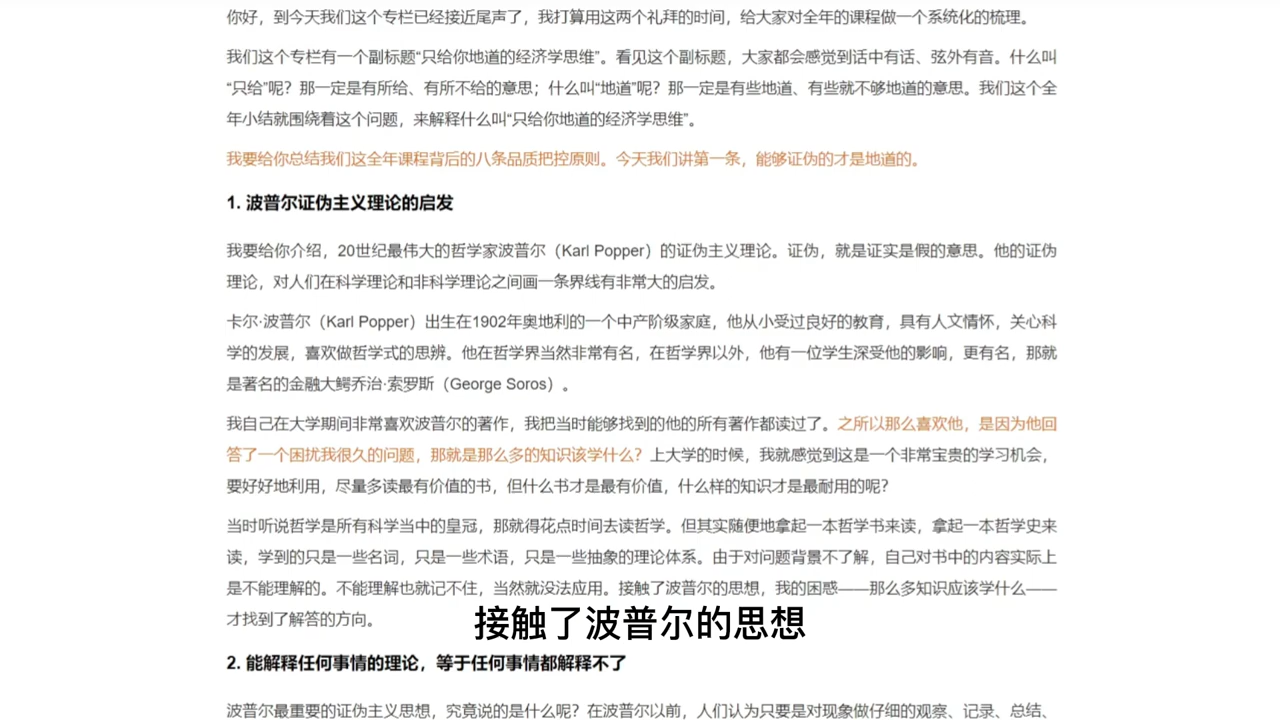 你好，到今天我们这个专栏已经接近尾声了，我打算用这两个礼拜的时间，给大家对全年的课程做一个系统化的梳理。
我们这个专栏有一个副标题“只给你地道的经济学思维”。看见这个副标题，大家都会感觉到话中有话、弦外有音。什么叫
“只给”呢？那一定是有所给、有所不给的意思；什么叫“地道”呢？那一定是有些地道、有些就不够地道的意思。我们这个全
年小结就围绕着这个问题，来解释什么叫“只给你地道的经济学思维”。
我要给你总结我们这全年课程背后的八条品质把控原则。今天我们讲第一条，能够证伪的才是地道的。
1. 波普尔证伪主义理论的启发
我要给你介绍，20世纪最伟大的哲学家波普尔（Karl Popper）的证伪主义理论。证伪，就是证实是假的意思。他的证伪
理论，对人们在科学理论和非科学理论之间画一条界线有非常大的启发。
卡尔·波普尔（Karl Popper）出生在1902年奥地利的一个中产阶级家庭，他从小受过良好的教育，具有人文情怀，关心科
学的发展，喜欢做哲学式的思辨。他在哲学界当然非常有名，在哲学界以外，他有一位学生深受他的影响，更有名，那就
是著名的金融大鳄乔治·索罗斯（George Soros）。
我自己在大学期间非常喜欢波普尔的著作，我把当时能够找到的他的所有著作都读过了。之所以那么喜欢他，是因为他回
答了一个困扰我很久的问题，那就是那么多的知识该学什么？上大学的时候，我就感觉到这是一个非常宝贵的学习机会，
要好好地利用，尽量多读最有价值的书，但什么书才是最有价值，什么样的知识才是最耐用的呢？
当时听说哲学是所有科学当中的皇冠，那就得花点时间去读哲学。但其实随便地拿起一本哲学书来读，拿起一本哲学史来
读，学到的只是一些名词，只是一些术语，只是一些抽象的理论体系。由于对问题背景不了解，自己对书中的内容实际上
是不能理解的。不能理解也就记不住，当然就没法应用。接触了波普尔的思想，我的困惑——那么多知识应该学什么——
才找到了解答的方向。
接触了波普尔的思想
2. 能解释任何事情的理论，等于任何事情都解释不了
波普尔最重要的证伪主义思想，究竟说的是什么呢？在波普尔以前，人们认为只要是对现象做仔细的观察、记录、总结、